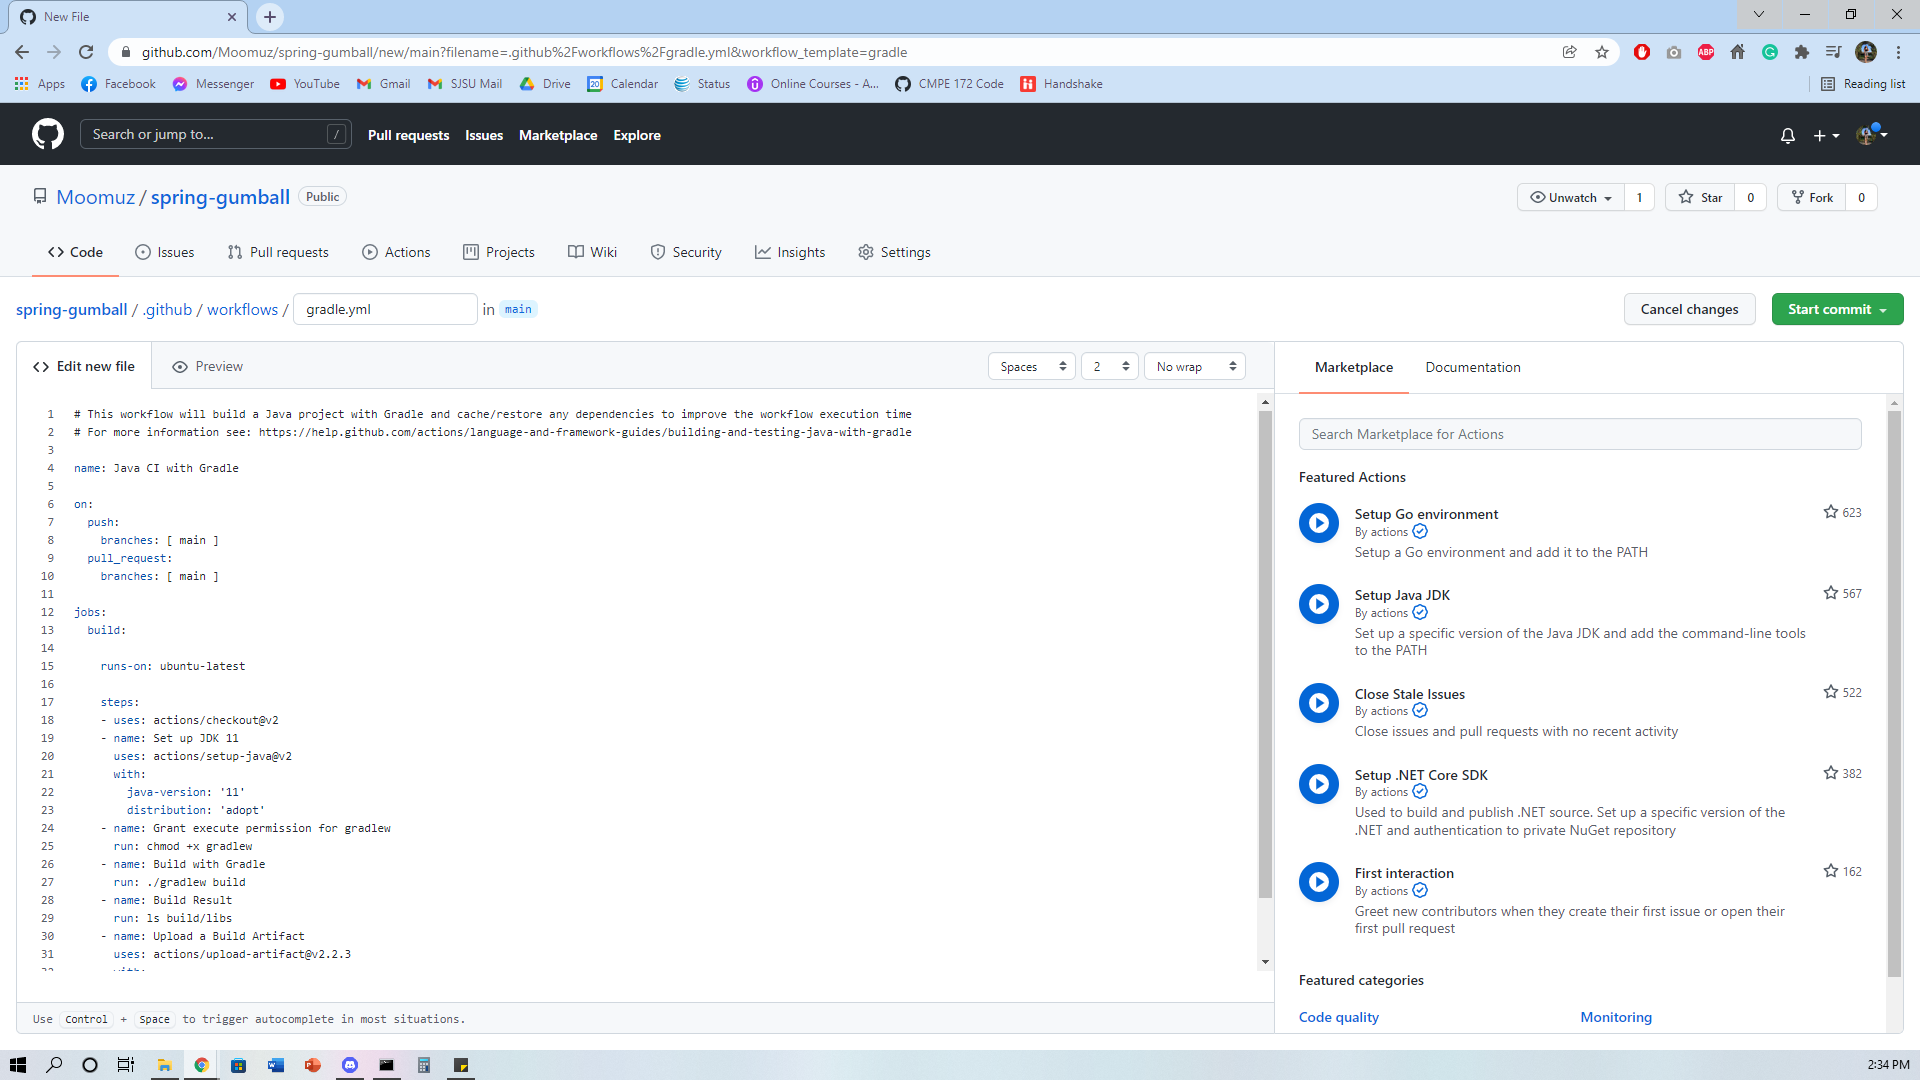 New File
github.com/Moomuz/spring-gumball/new/main?filename=.github%2Fworkflows%2Fgradle.yml&workflow_template=gradle
Apps Facebook Messenger YouTube Gmail SJSU Mail Drive Calendar Status Online Courses - A... CMPE 172 Code Handshake Reading list
Search or jump to... / Pull requests Issues Marketplace Explore
Moomuz / spring-gumball Public
Unwatch 1 Star 0 Fork 0
Code Issues Pull requests Actions Projects Wiki Security Insights Settings
spring-gumball / .github / workflows / gradle.yml in main
Cancel changes Start commit
Edit new file Preview
Spaces 2 No wrap
1 # This workflow will build a Java project with Gradle and cache/restore any dependencies to improve the workflow execution time
2 # For more information see: https://help.github.com/actions/language-and-framework-guides/building-and-testing-java-with-gradle
3
4 name: Java CI with Gradle
5
6 on:
7 push:
8 branches: [ main ]
9 pull_request:
10 branches: [ main ]
11
12 jobs:
13 build:
14
15 runs-on: ubuntu-latest
16
17 steps:
18 - uses: actions/checkout@v2
19 - name: Set up JDK 11
20 uses: actions/setup-java@v2
21 with:
22 java-version: '11'
23 distribution: 'adopt'
24 - name: Grant execute permission for gradlew
25 run: chmod +x gradlew
26 - name: Build with Gradle
27 run: ./gradlew build
28 - name: Build Result
29 run: ls build/libs
30 - name: Upload a Build Artifact
31 uses: actions/upload-artifact@v2.2.3
32 with:
Use Control + Space to trigger autocomplete in most situations.
Marketplace Documentation
Search Marketplace for Actions
Featured Actions
Setup Go environment 623
By actions
Setup a Go environment and add it to the PATH
Setup Java JDK 567
By actions
Set up a specific version of the Java JDK and add the command-line tools
to the PATH
Close Stale Issues 522
By actions
Close issues and pull requests with no recent activity
Setup .NET Core SDK 382
By actions
Used to build and publish .NET source. Set up a specific version of the
.NET and authentication to private NuGet repository
First interaction 162
By actions
Greet new contributors when they create their first issue or open their
first pull request
Featured categories
Code quality Monitoring
2:34 PM